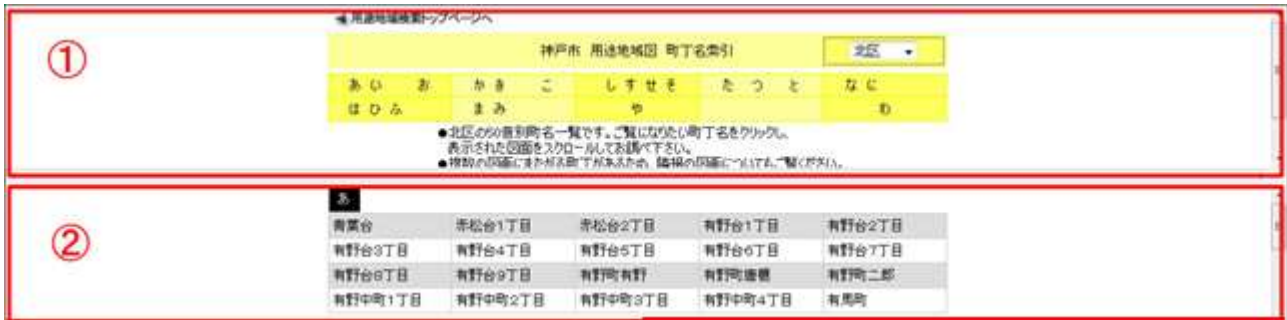 ①
◀ 用途地域検索トップページへ
神戸市 用途地域図 町丁名索引 北区 ▼
あ い お か き こ し す せ そ た つ と な に
は ひ ふ ま み や わ
●北区の50音別町名一覧です。ご覧になりたい町丁名をクリックし、
表示された図面をスクロールしてお調べ下さい。
●複数の図面にまたがる町丁があるため、隣接の図面についてもご覧ください。
②
あ
青葉台 赤松台1丁目 赤松台2丁目 有野台1丁目 有野台2丁目
有野台3丁目 有野台4丁目 有野台5丁目 有野台6丁目 有野台7丁目
有野台8丁目 有野台9丁目 有野町有野 有野町唐櫃 有野町二郎
有野中町1丁目 有野中町2丁目 有野中町3丁目 有野中町4丁目 有馬町